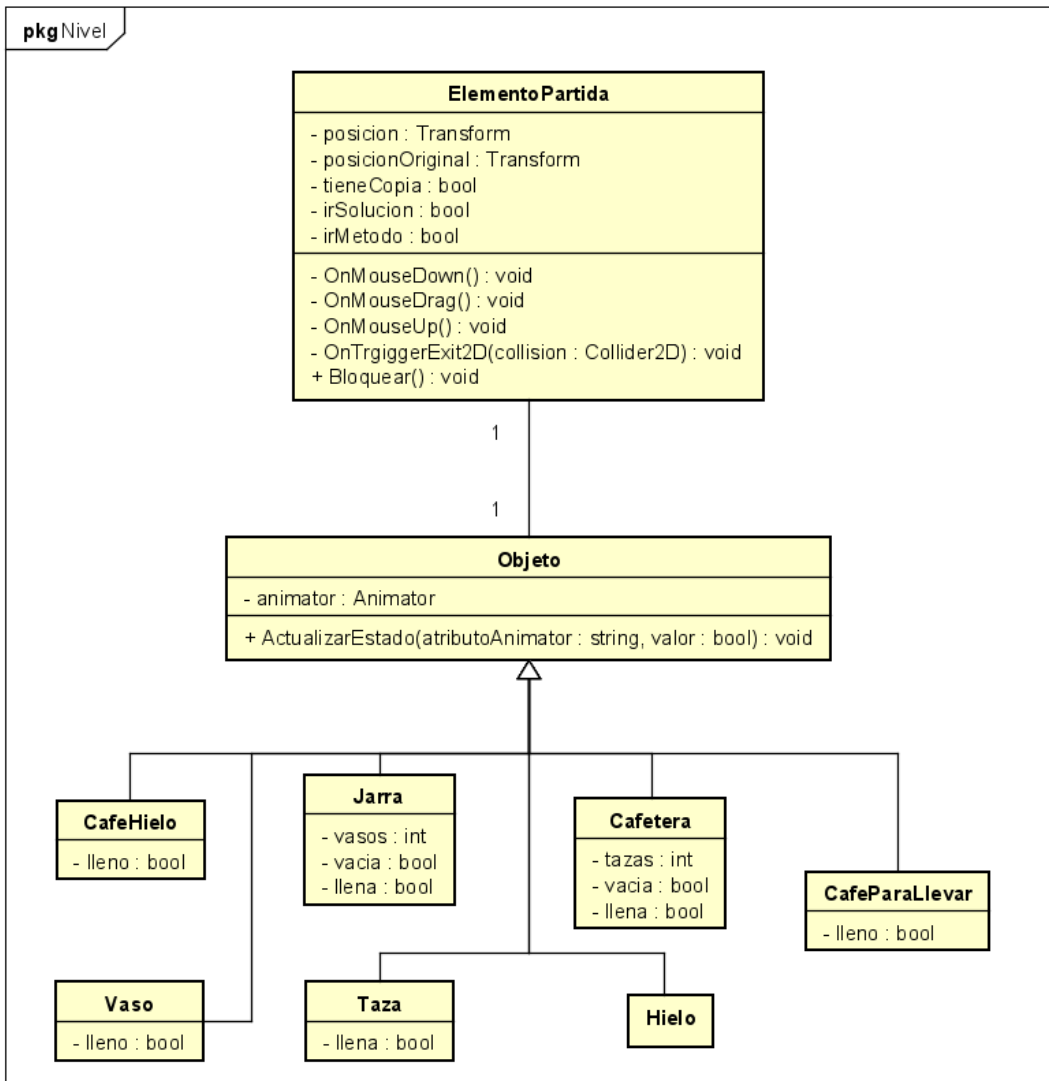 pkg Nivel
ElementoPartida
- posicion : Transform
- posicionOriginal : Transform
- tieneCopia : bool
- irSolucion : bool
- irMetodo : bool
- OnMouseDown() : void
- OnMouseDrag() : void
- OnMouseUp() : void
- OnTrgiggerExit2D(collision : Collider2D) : void
+ Bloquear() : void
1
1
Objeto
- animator : Animator
+ ActualizarEstado(atributoAnimator : string, valor : bool) : void
CafeHielo
- lleno : bool
Jarra
- vasos : int
- vacia : bool
- llena : bool
Cafetera
- tazas : int
- vacia : bool
- llena : bool
CafeParaLlevar
- lleno : bool
Vaso
- lleno : bool
Taza
- llena : bool
Hielo